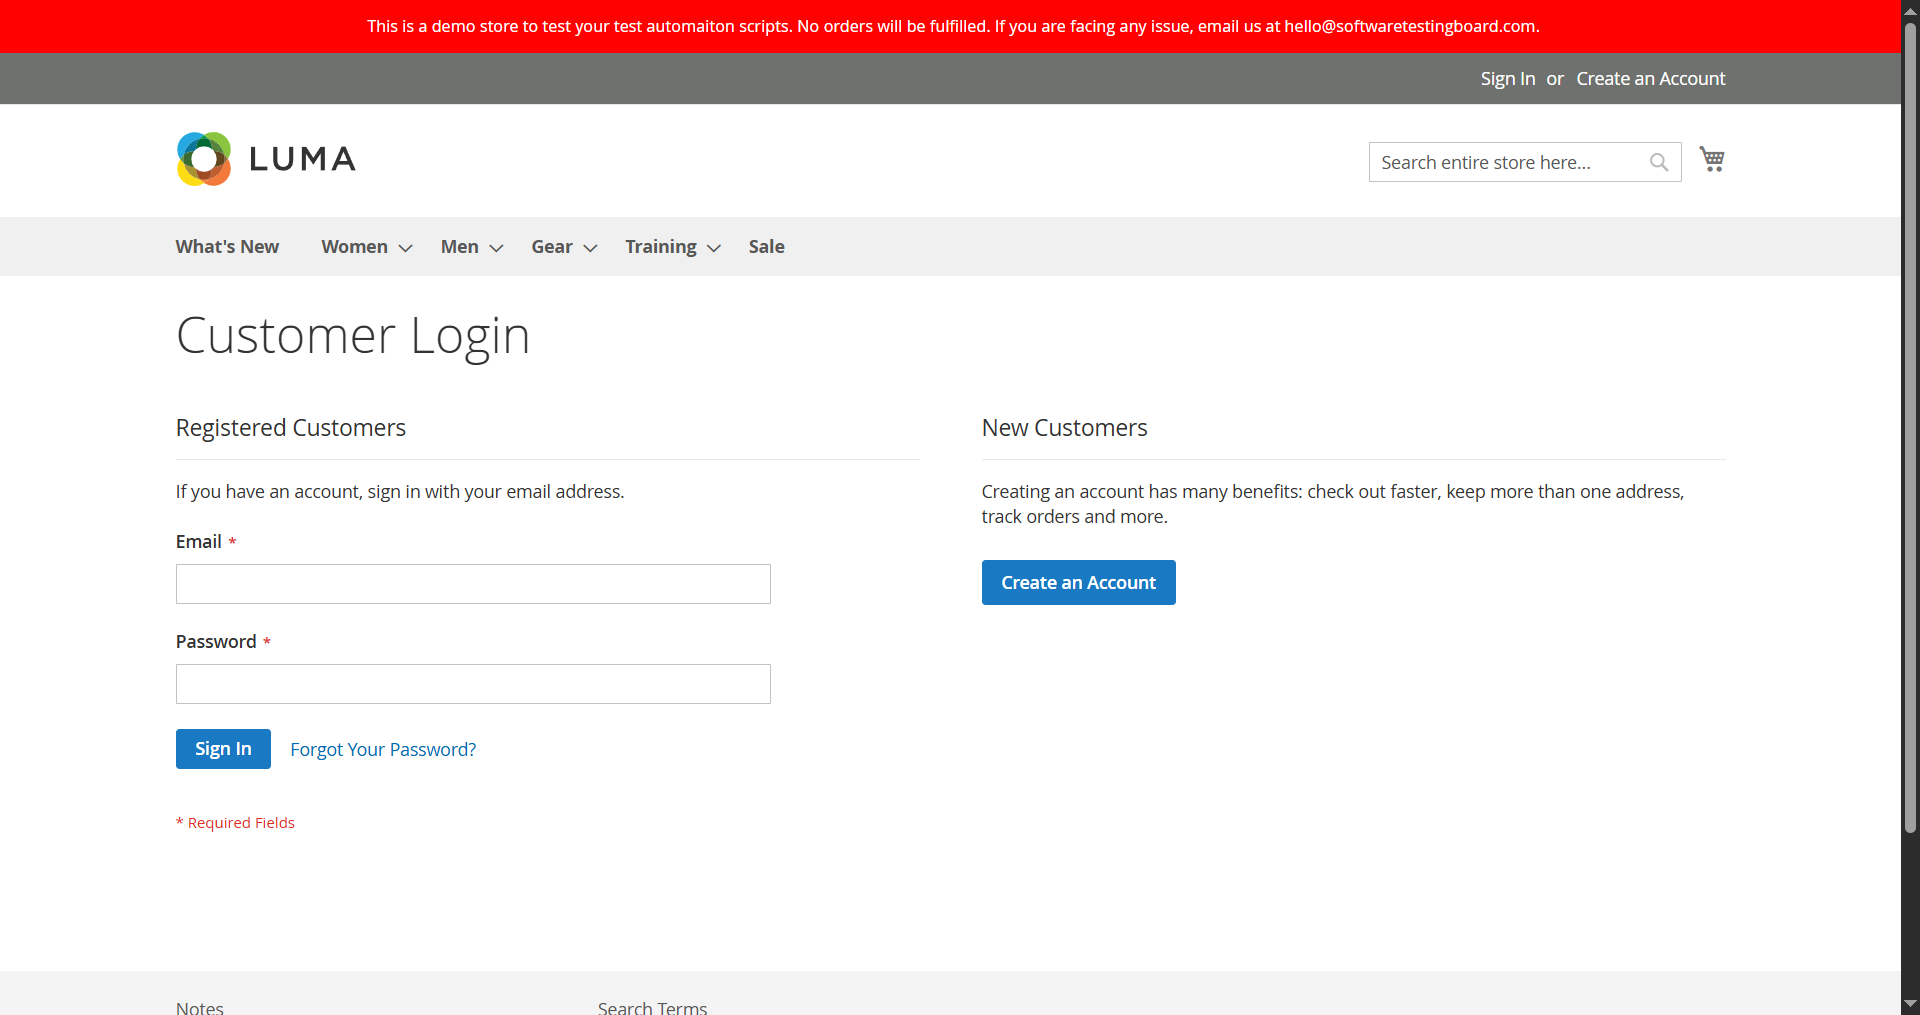 This is a demo store to test your test automaiton scripts. No orders will be fulfilled. If you are facing any issue, email us at hello@softwaretestingboard.com.
Sign In or Create an Account
LUMA
Search entire store here...
What's New Women Men Gear Training Sale
Customer Login
Registered Customers
If you have an account, sign in with your email address.
Email *
Password *
Sign In Forgot Your Password?
* Required Fields
New Customers
Creating an account has many benefits: check out faster, keep more than one address,
track orders and more.
Create an Account
Notes
Search Terms